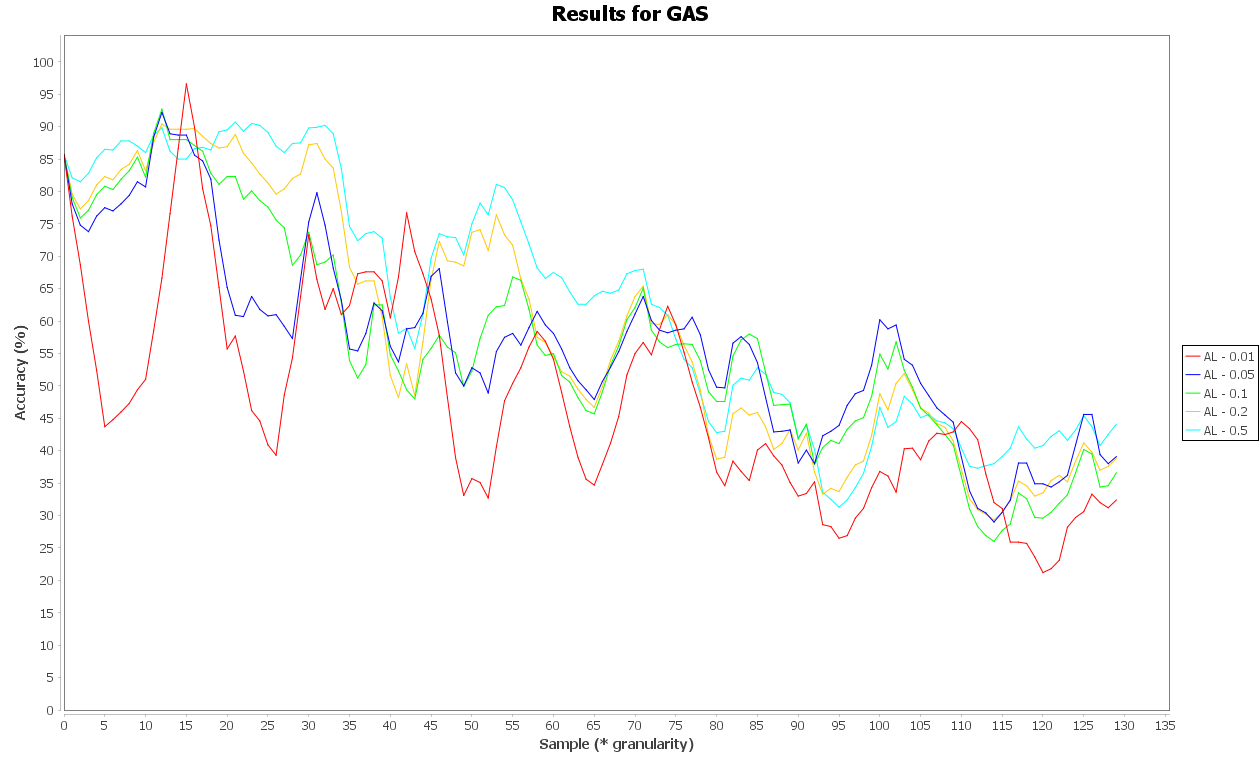 Results for GAS
Accuracy (%)
100
95
90
85
80
75
70
65
60
55
50
45
40
35
30
25
20
15
10
5
0
0 5 10 15 20 25 30 35 40 45 50 55 60 65 70 75 80 85 90 95 100 105 110 115 120 125 130 135
Sample (* granularity)
AL - 0.01
AL - 0.05
AL - 0.1
AL - 0.2
AL - 0.5